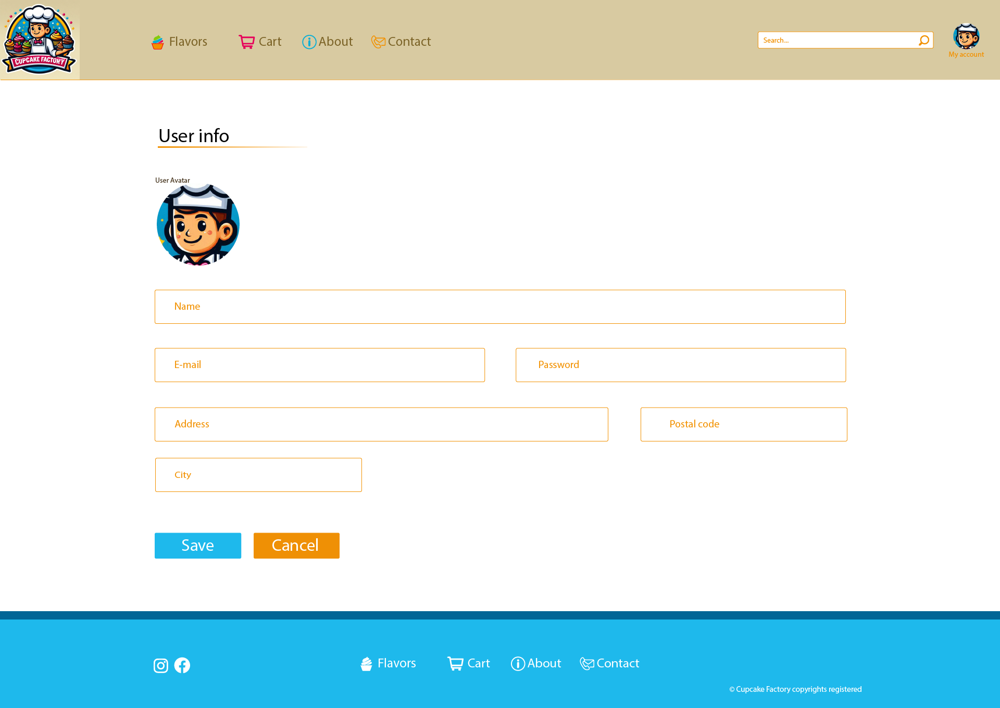 CUPCAKE FACTORY
Flavors
Cart
About
Contact
Search...
My account
User info
User Avatar
Name
E-mail
Password
Address
Postal code
City
Save
Cancel
Flavors
Cart
About
Contact
© Cupcake Factory copyrights registered